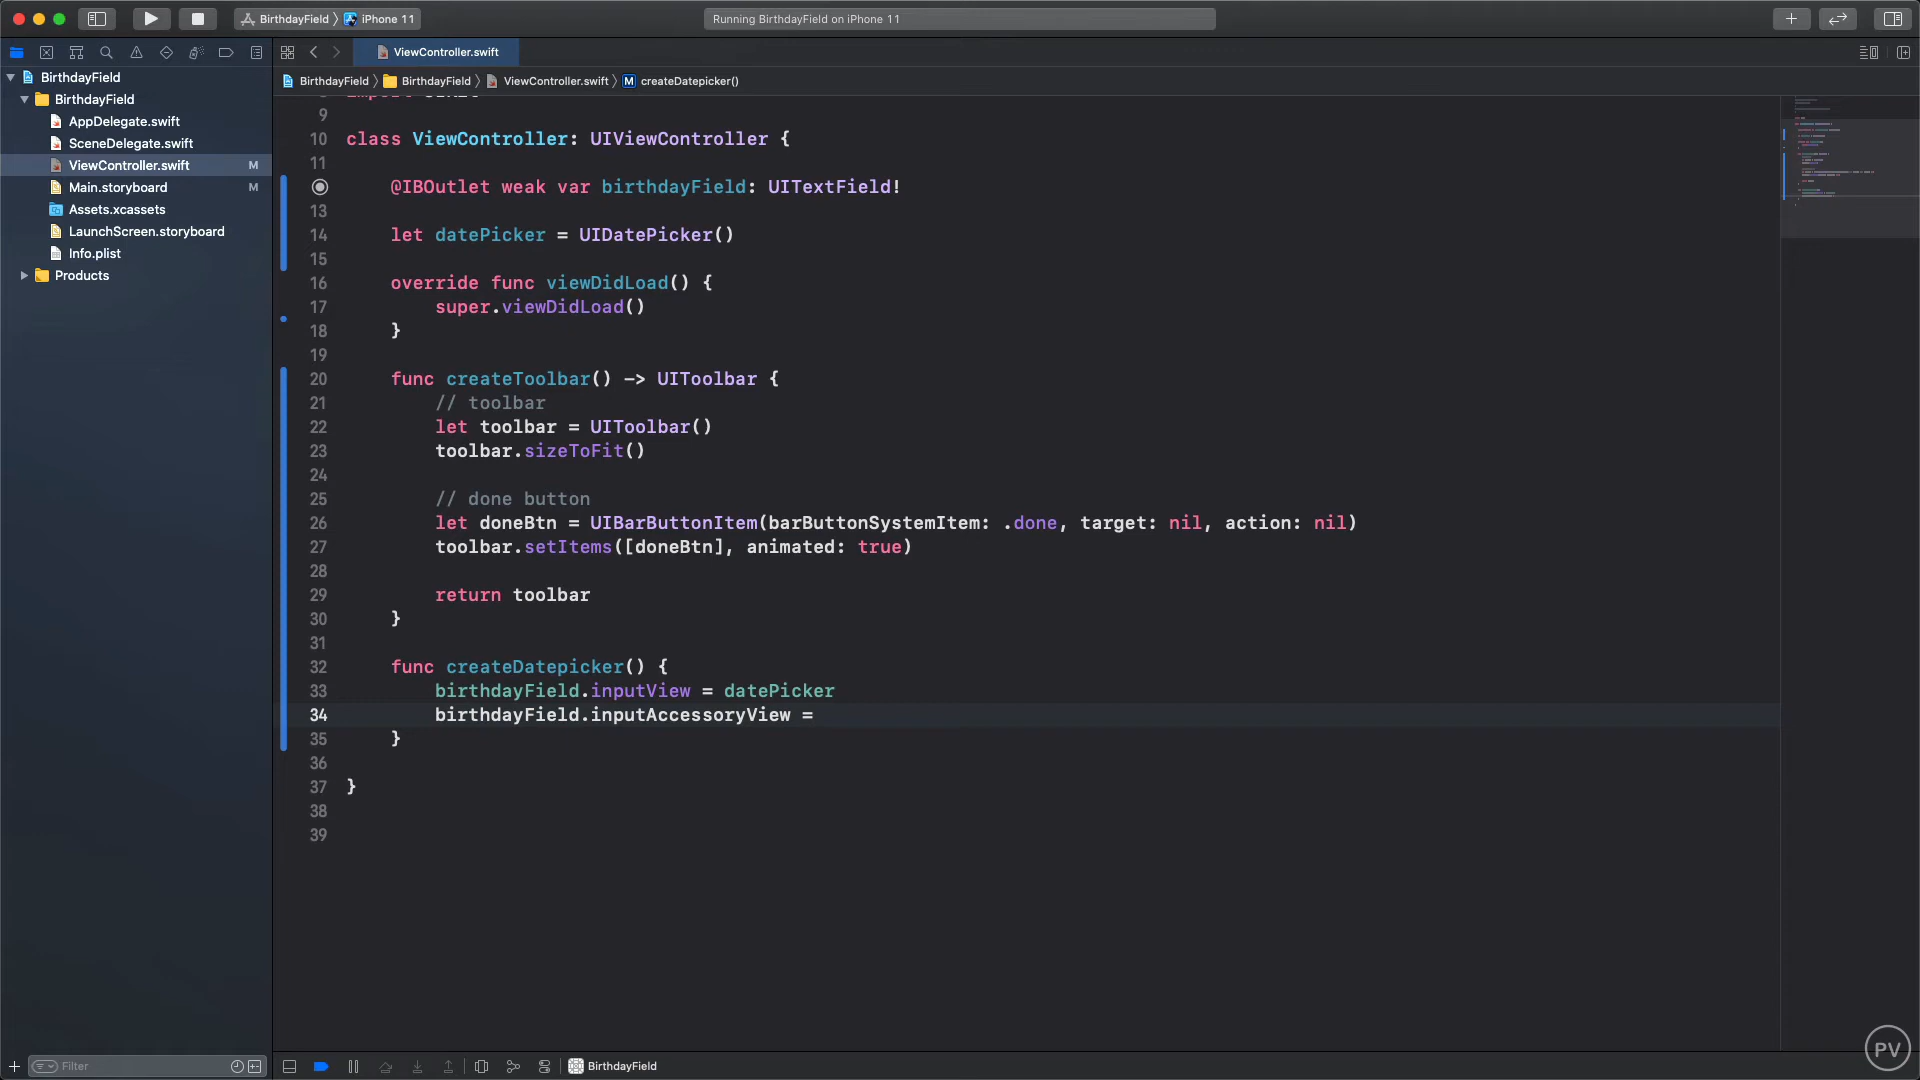 BirthdayField 〉 iPhone 11
Running BirthdayField on iPhone 11
ViewController.swift
BirthdayField 〉 BirthdayField 〉 ViewController.swift 〉 M createDatepicker()
BirthdayField
BirthdayField
AppDelegate.swift
SceneDelegate.swift
ViewController.swift M
Main.storyboard M
Assets.xcassets
LaunchScreen.storyboard
Info.plist
Products
9
10 class ViewController: UIViewController {
11
@IBOutlet weak var birthdayField: UITextField!
13
14 let datePicker = UIDatePicker()
15
16 override func viewDidLoad() {
17 super.viewDidLoad()
18 }
19
20 func createToolbar() -> UIToolbar {
21 // toolbar
22 let toolbar = UIToolbar()
23 toolbar.sizeToFit()
24
25 // done button
26 let doneBtn = UIBarButtonItem(barButtonSystemItem: .done, target: nil, action: nil)
27 toolbar.setItems([doneBtn], animated: true)
28
29 return toolbar
30 }
31
32 func createDatepicker() {
33 birthdayField.inputView = datePicker
34 birthdayField.inputAccessoryView =
35 }
36
37 }
38
39
Filter
BirthdayField
PV